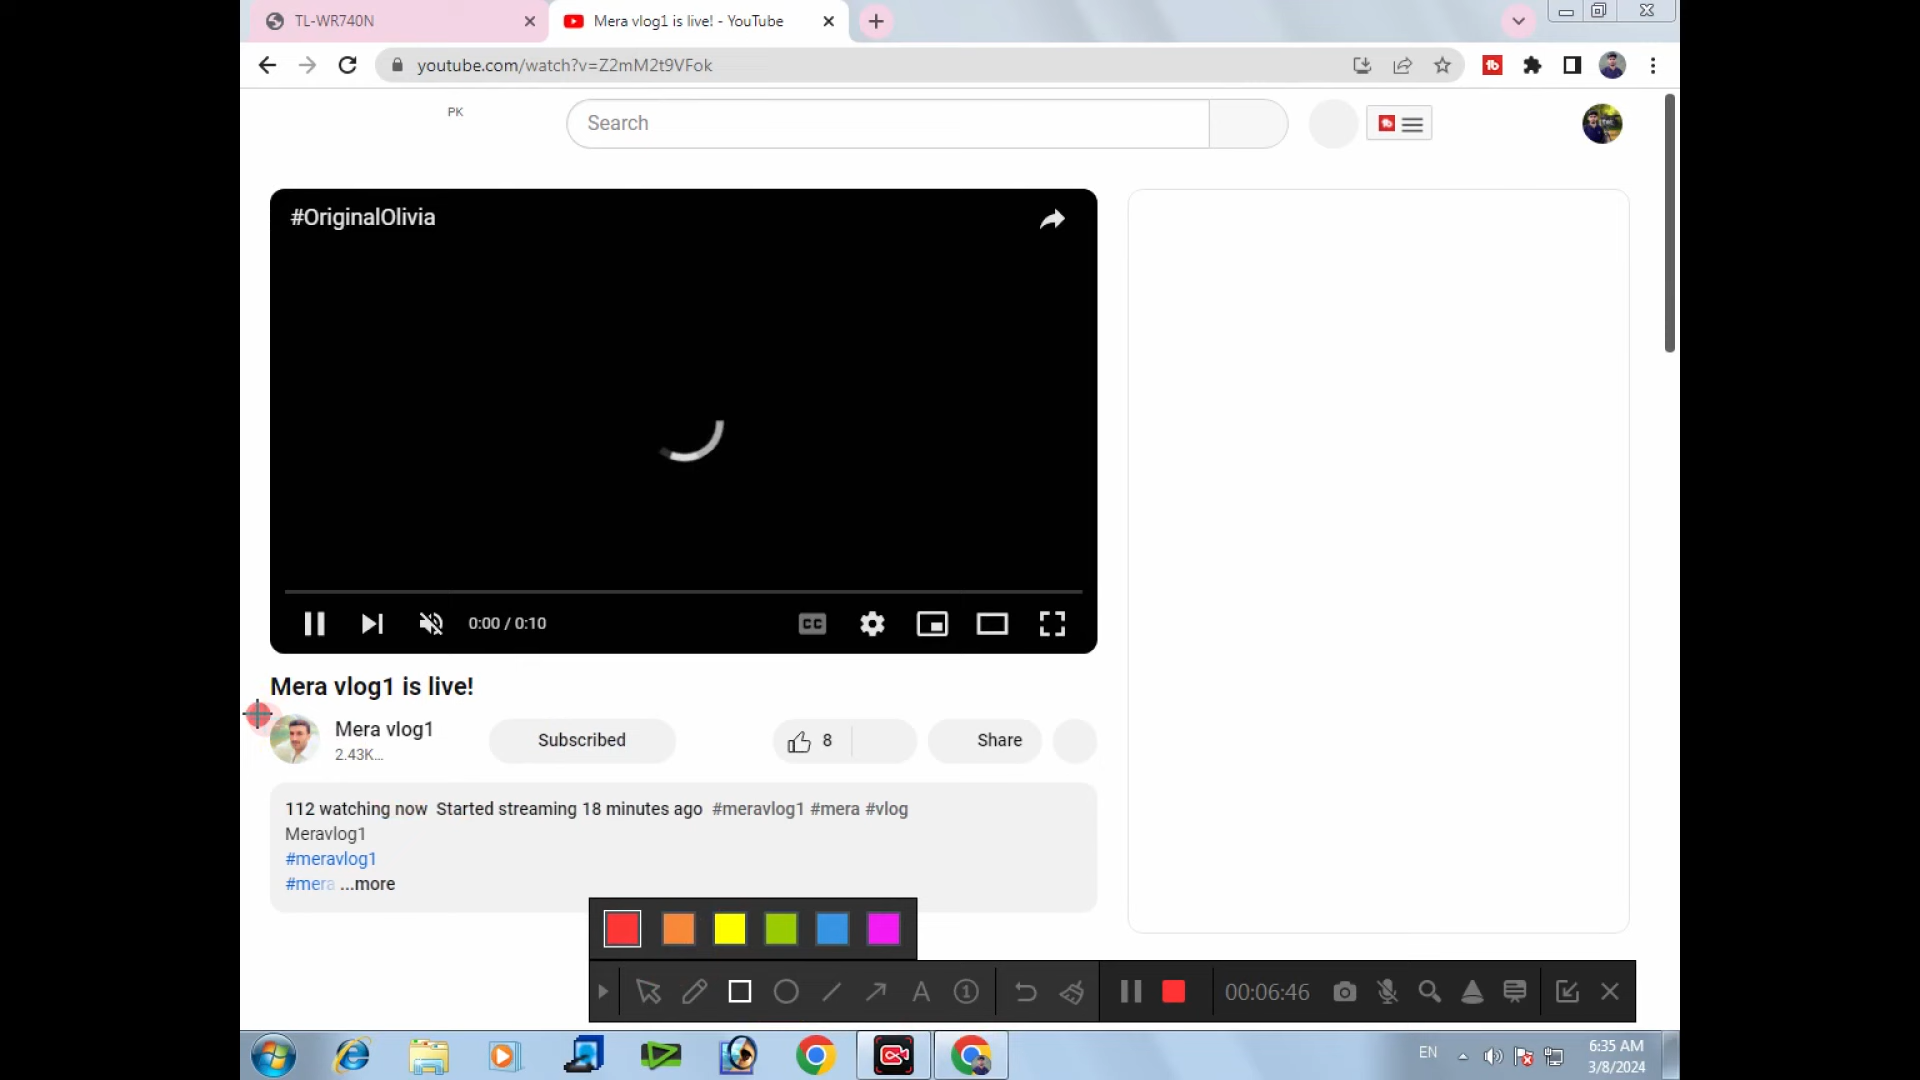 TL-WR740N
Mera vlog1 is live! - YouTube
youtube.com/watch?v=Z2mM2t9VFok
PK
Search
#OriginalOlivia
CC
0:00 / 0:10
Mera vlog1 is live!
Mera vlog1
2.43K...
Subscribed
8
Share
112 watching now Started streaming 18 minutes ago #meravlog1 #mera #vlog
Meravlog1
#meravlog1
#mera ...more
A
1
00:06:46
EN
6:35 AM
3/8/2024